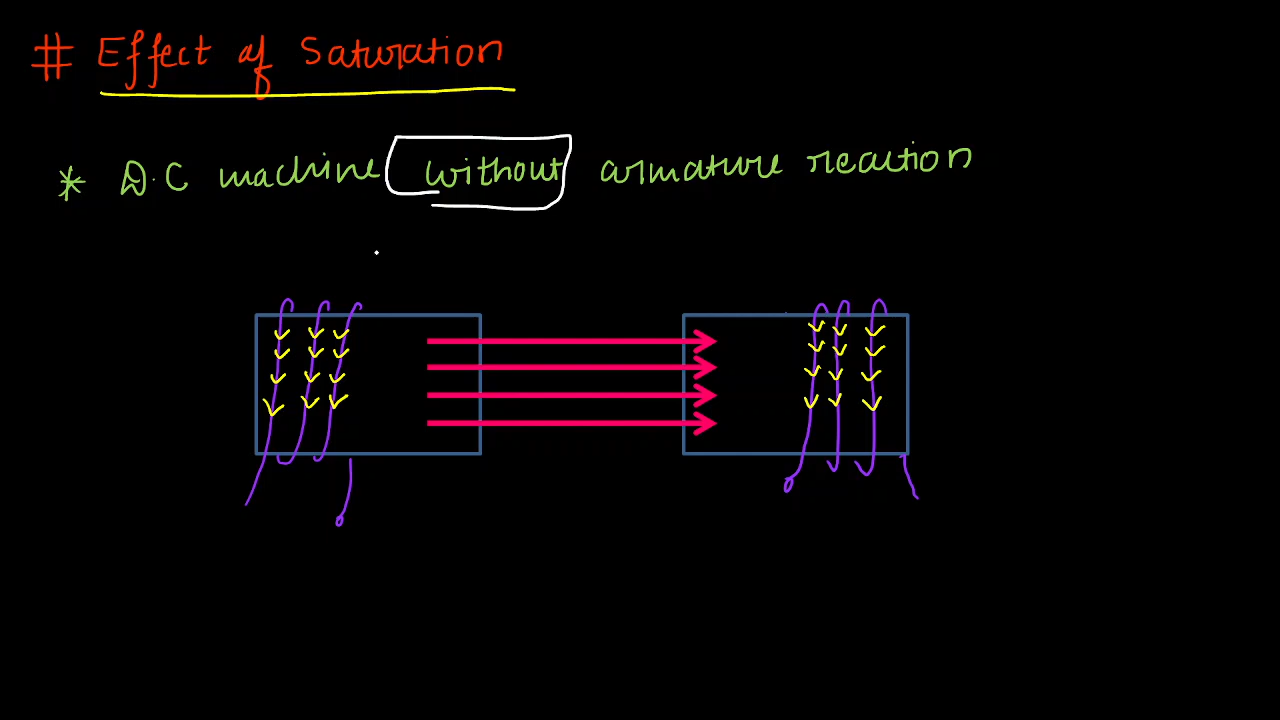 # Effect of Saturation
* D.C machine without armature reaction